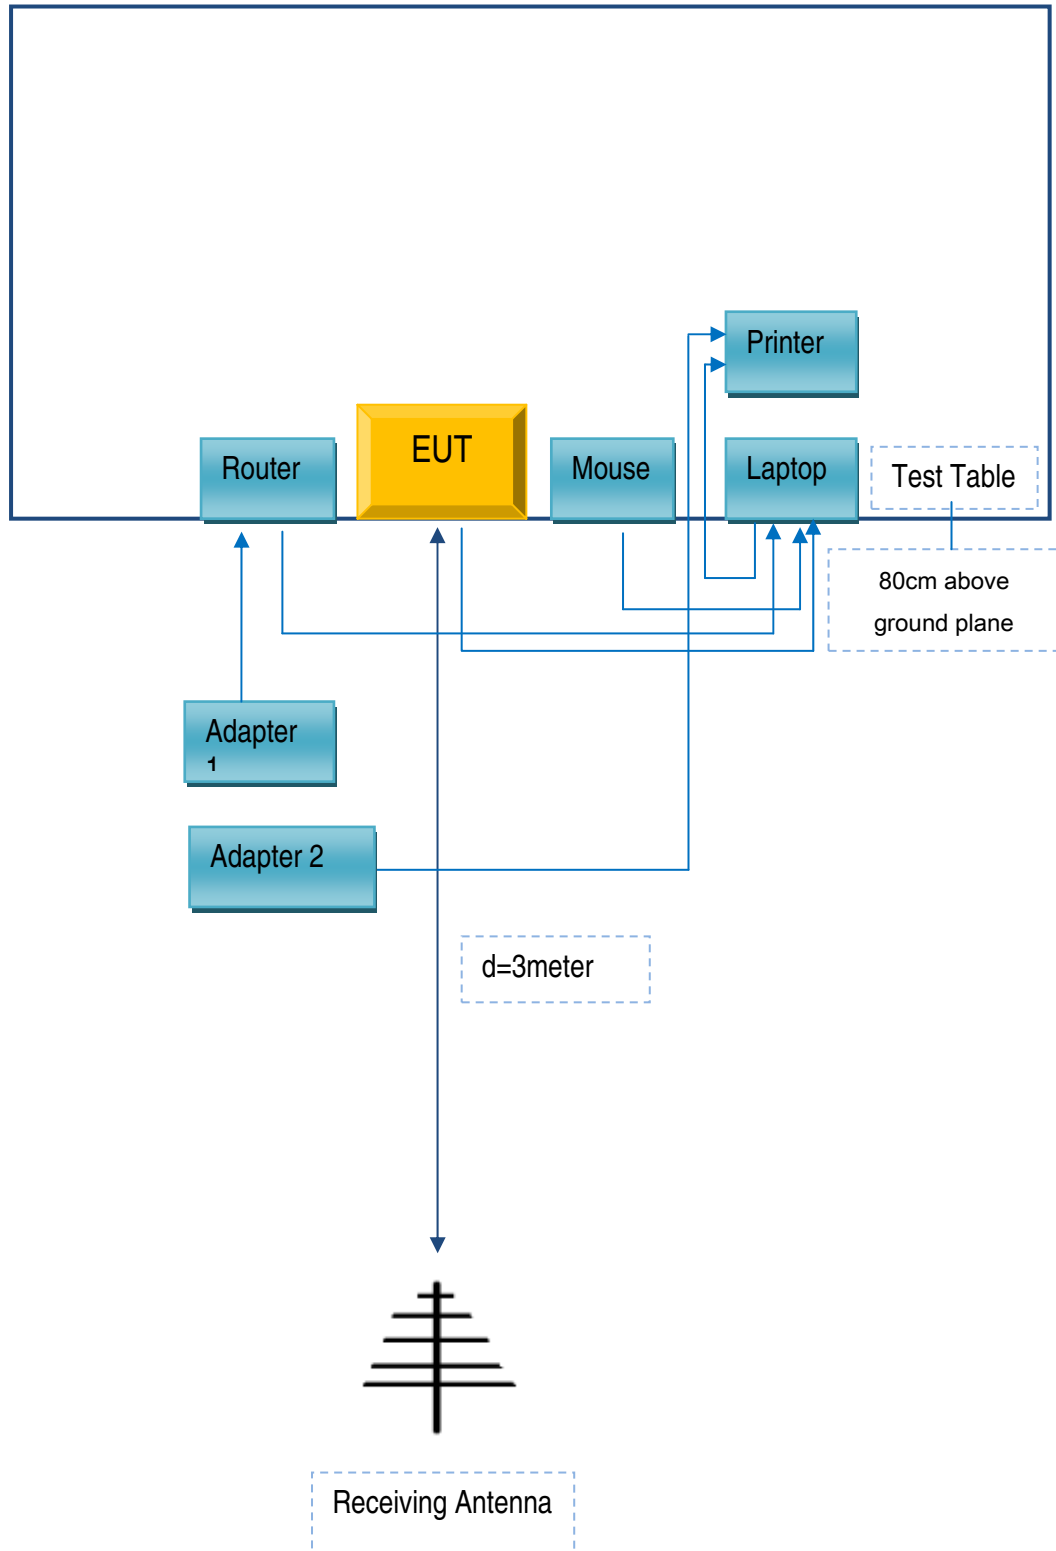 Printer
EUT
Router
Mouse
Laptop
Test Table
80cm above
ground plane
Adapter
1
Adapter 2
d=3meter
Receiving Antenna